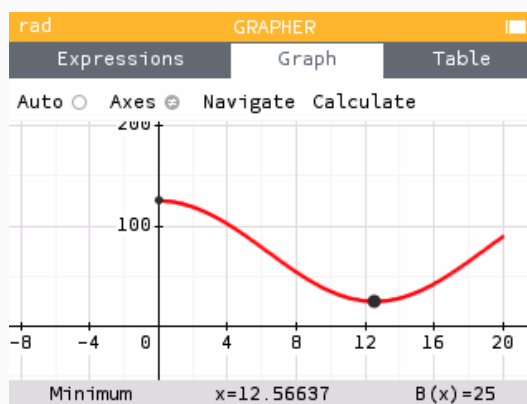 rad GRAPHER
Expressions Graph Table
Auto Axes Navigate Calculate
200
100
-8 -4 0 4 8 12 16 20
Minimum x=12.56637 B(x)=25